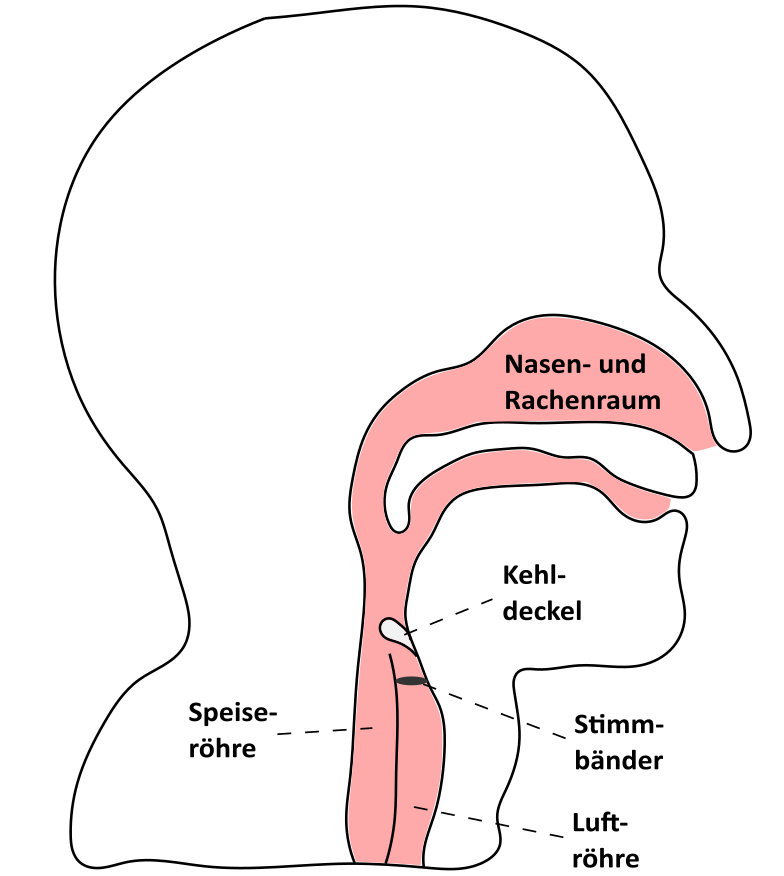 Nasen- und
Rachenraum
Kehl-
deckel
Speise-
röhre
Stimm-
bänder
Luft-
röhre